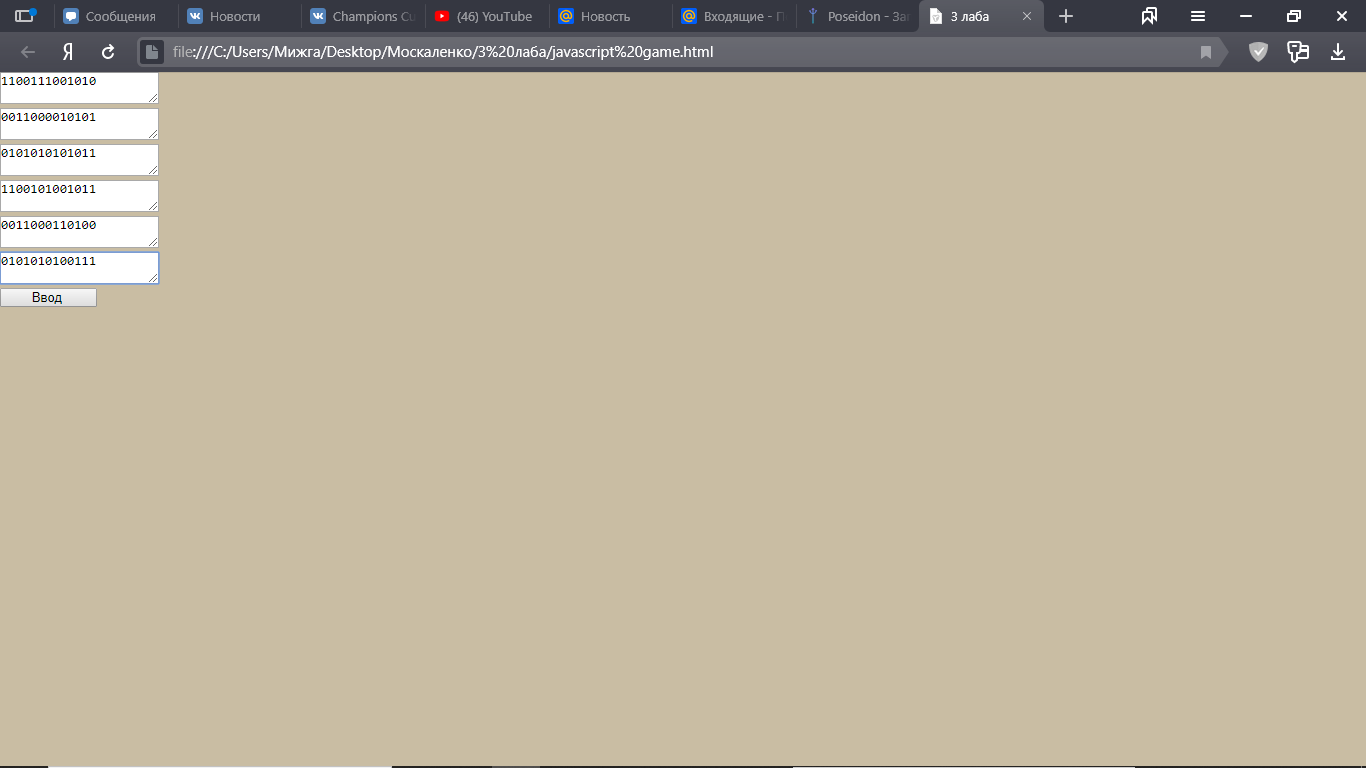 Сообщения
Новости
Champions Cu
(46) YouTube
Новость
Входящие - П
Poseidon - Заг
3 лаба
Я
file:///C:/Users/Мижга/Desktop/Москаленко/3%20лаба/javascript%20game.html
1100111001010
0011000010101
0101010101011
1100101001011
0011000110100
0101010100111
Ввод